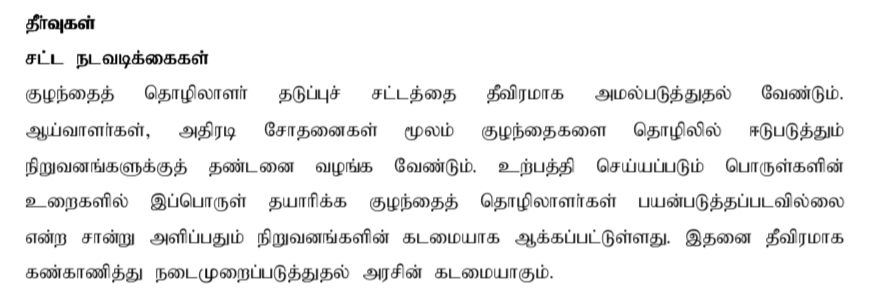 தீர்வுகள்
சட்ட நடவடிக்கைகள்
குழந்தைத் தொழிலாளர் தடுப்புச் சட்டத்தை தீவிரமாக அமல்படுத்துதல் வேண்டும்.
ஆய்வாளர்கள், அதிரடி சோதனைகள் மூலம் குழந்தைகளை தொழிலில் ஈடுபடுத்தும்
நிறுவனங்களுக்குத் தண்டனை வழங்க வேண்டும். உற்பத்தி செய்யப்படும் பொருள்களின்
உறைகளில் இப்பொருள் தயாரிக்க குழந்தைத் தொழிலாளர்கள் பயன்படுத்தப்படவில்லை
என்ற சான்று அளிப்பதும் நிறுவனங்களின் கடமையாக ஆக்கப்பட்டுள்ளது. இதனை தீவிரமாக
கண்காணித்து நடைமுறைப்படுத்துதல் அரசின் கடமையாகும்.